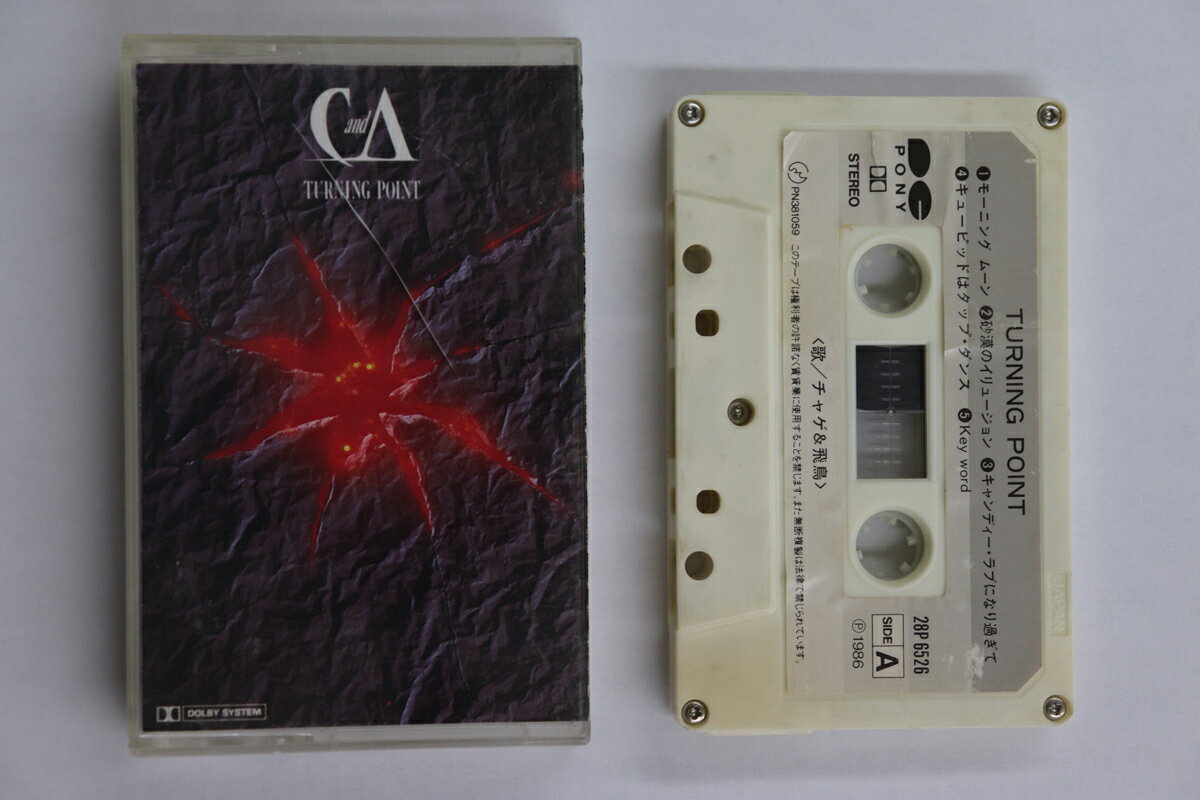 C and A
TURNING POINT
DOLBY SYSTEM
TURNING POINT
❶モーニング ムーン ❷砂漠のイリュージョン ❸キャンディー・ラブになり過ぎて
❹キューピッドはタップ・ダンス ❺Key word
PONY
STEREO
28P6526
SIDE A
Ⓟ1986
〈歌／チャゲ&飛鳥〉
PN381059 このテープは権利者の許諾なく賃貸業に使用することを禁じます。また無断複製は法律で禁じられています。
JAPAN